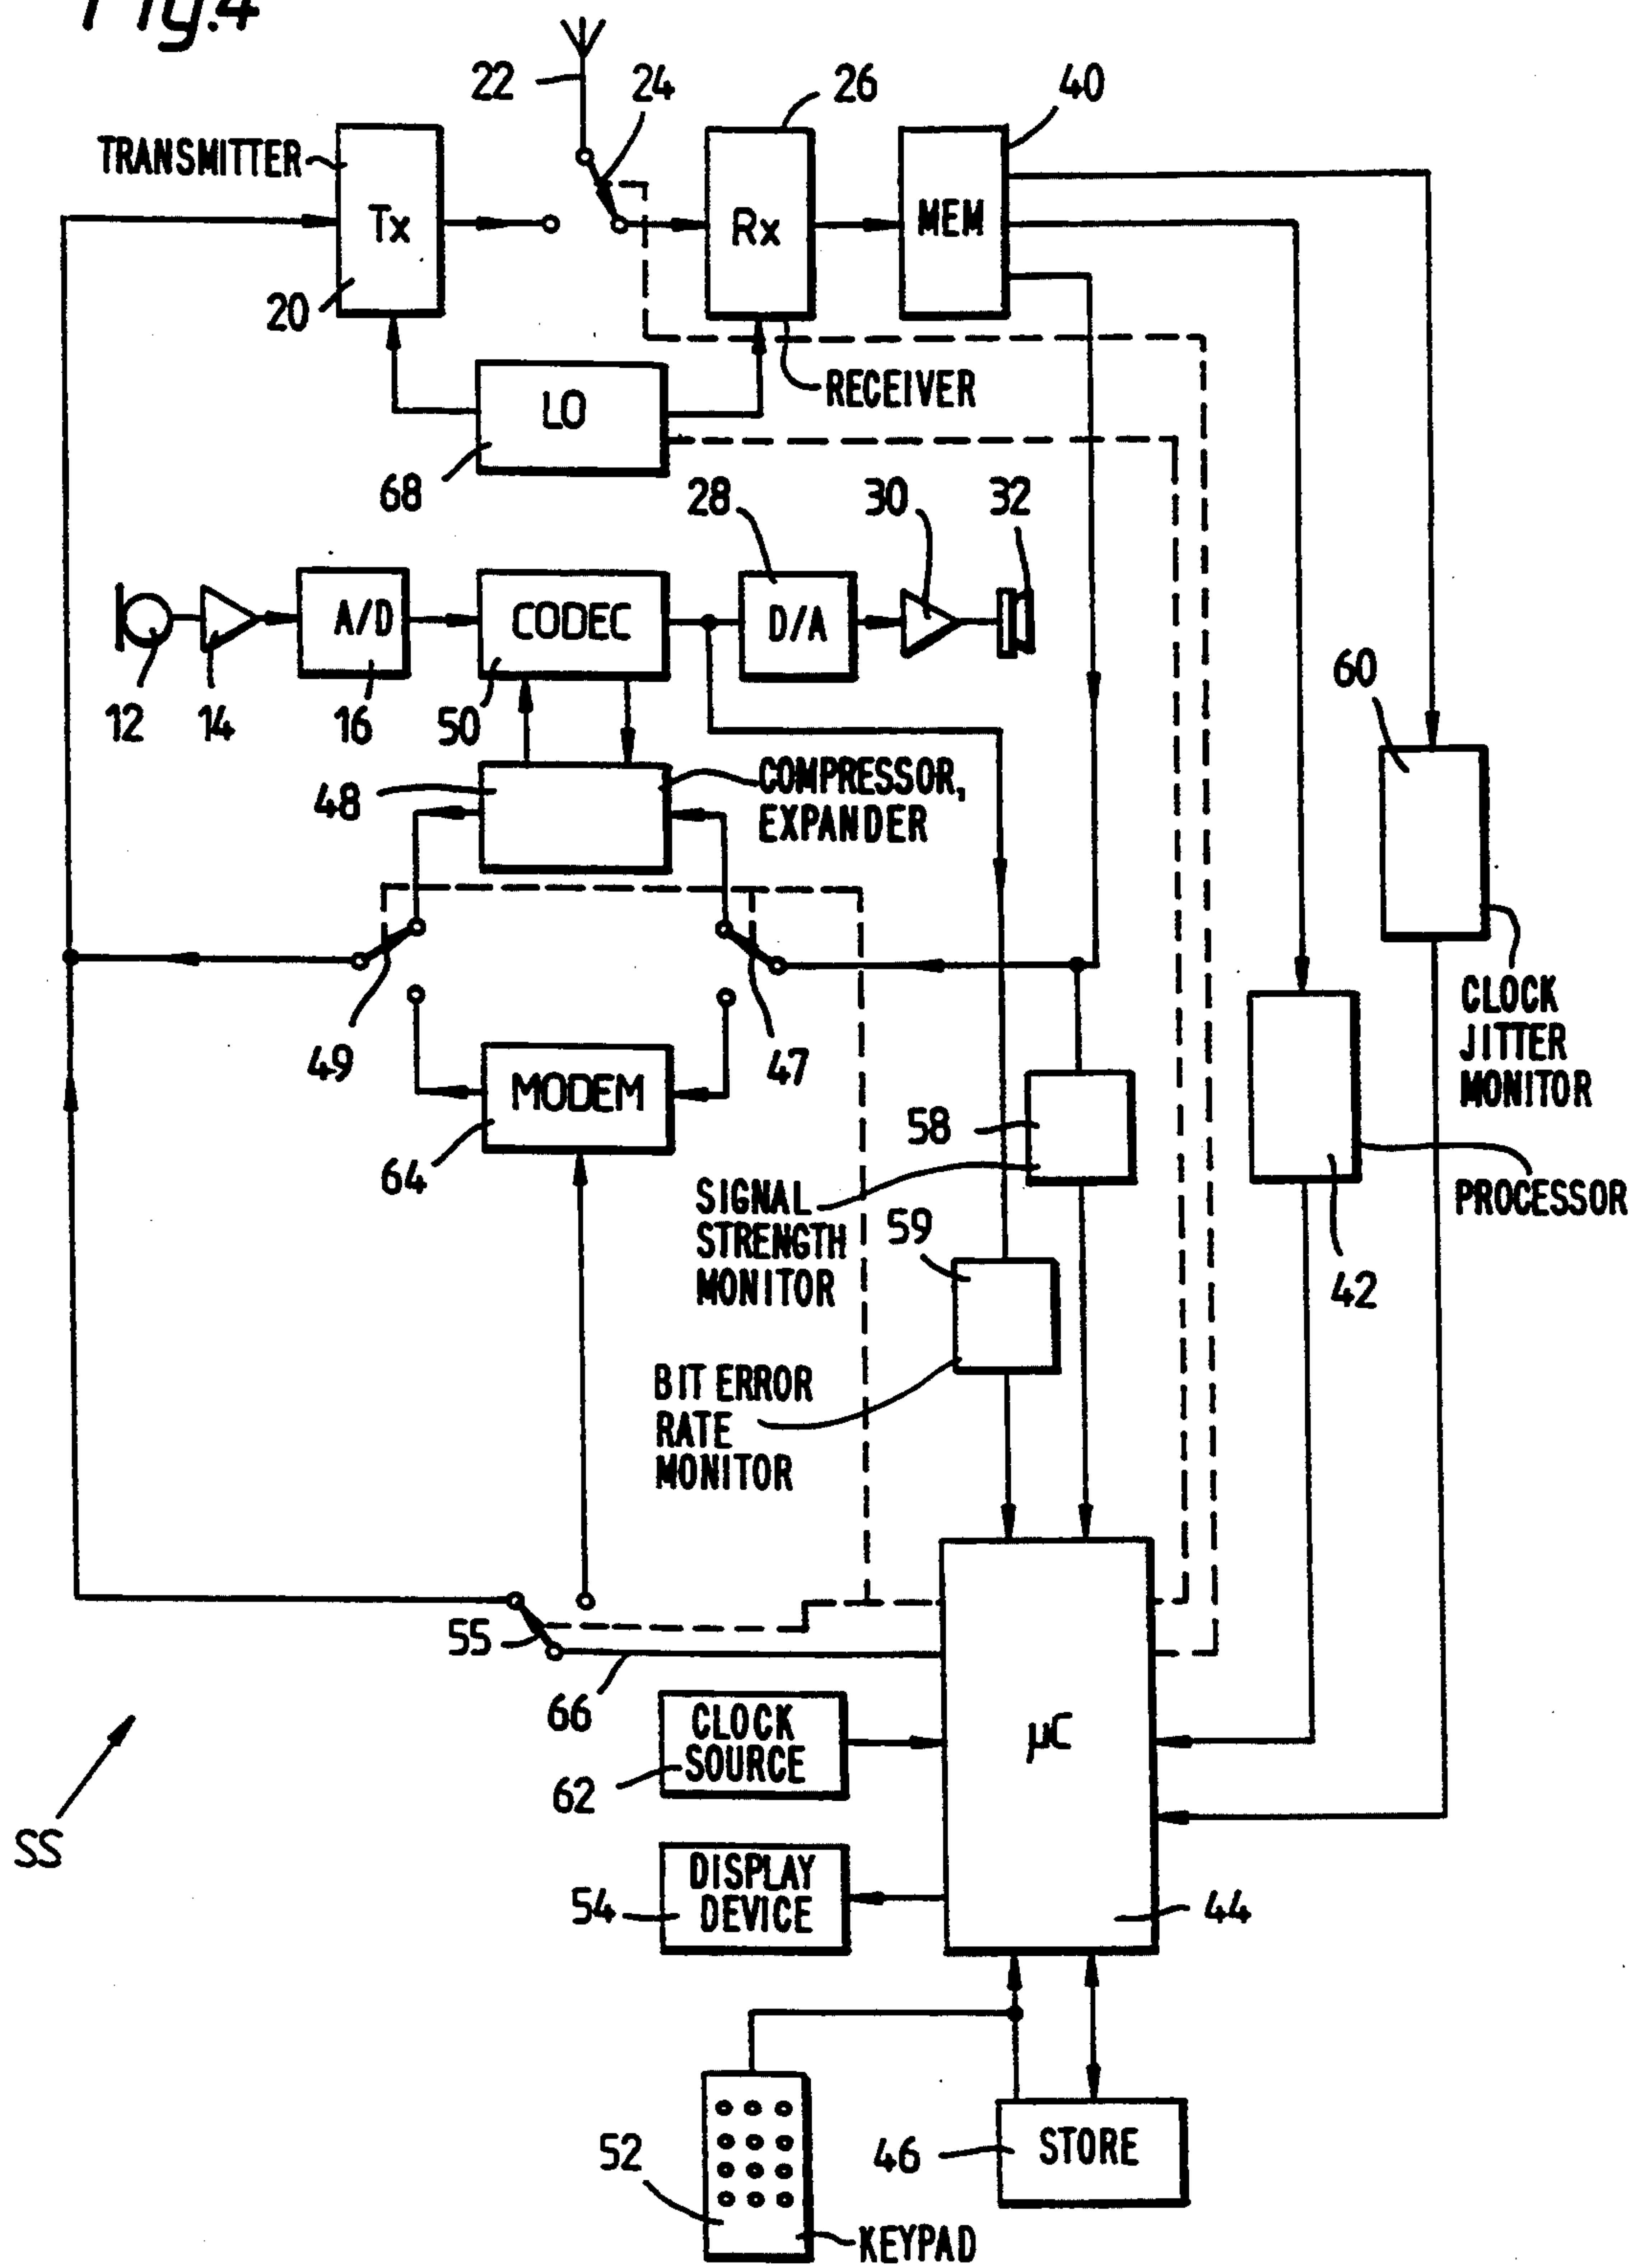 Fig.4
22
24
26
40
TRANSMITTER
Tx
Rx
MEM
20
LO
RECEIVER
68
28
30
32
A/D
CODEC
D/A
12
14
16
50
60
48
COMPRESSOR,
EXPANDER
49
47
CLOCK
JITTER
MONITOR
MODEM
64
58
SIGNAL
STRENGTH
MONITOR
59
PROCESSOR
42
BIT ERROR
RATE
MONITOR
55
66
CLOCK
SOURCE
62
µC
SS
DISPLAY
DEVICE
54
44
52
46
STORE
KEYPAD